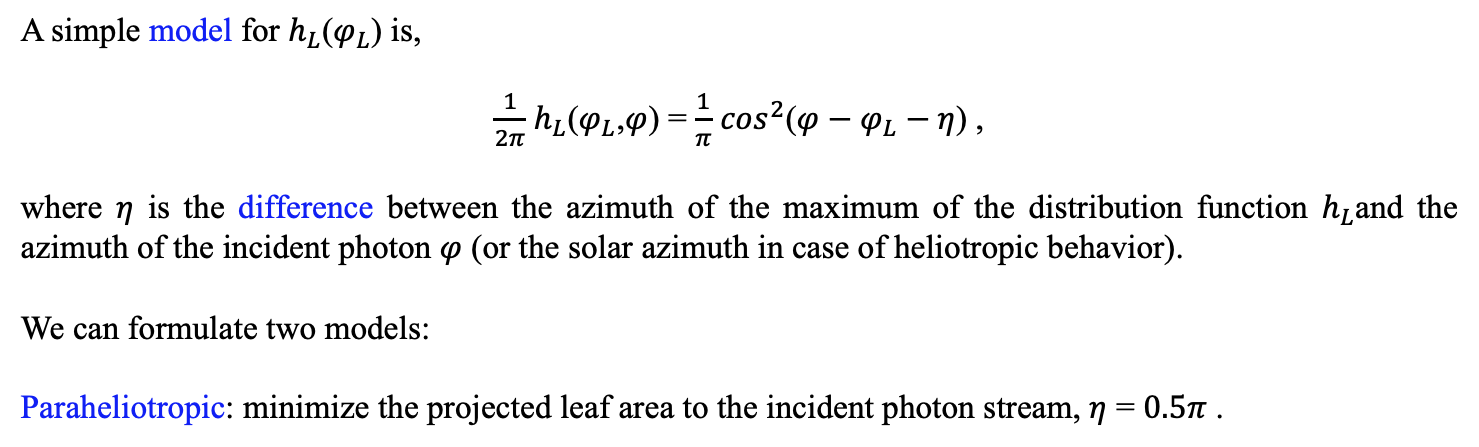 A simple model for h_L(φ_L) is,
1/2π h_L(φ_L,φ) = 1/π cos²(φ − φ_L − η) ,
where η is the difference between the azimuth of the maximum of the distribution function h_L and the
azimuth of the incident photon φ (or the solar azimuth in case of heliotropic behavior).
We can formulate two models:
Paraheliotropic: minimize the projected leaf area to the incident photon stream, η = 0.5π .